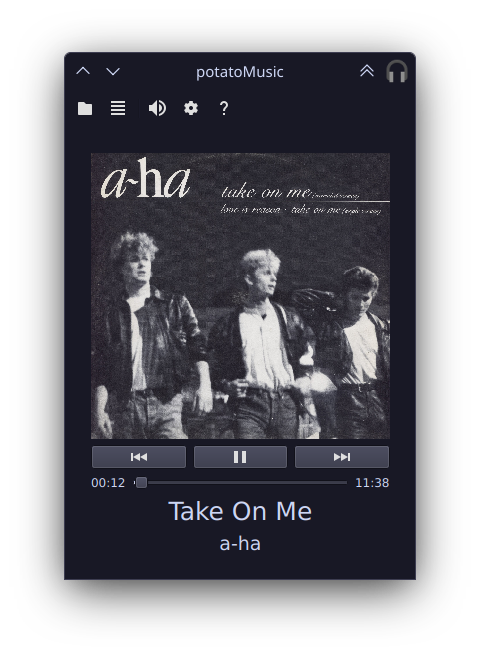 potatoMusic
?
a-ha
take on me
love is reason · take on me
00:12 11:38
Take On Me
a-ha